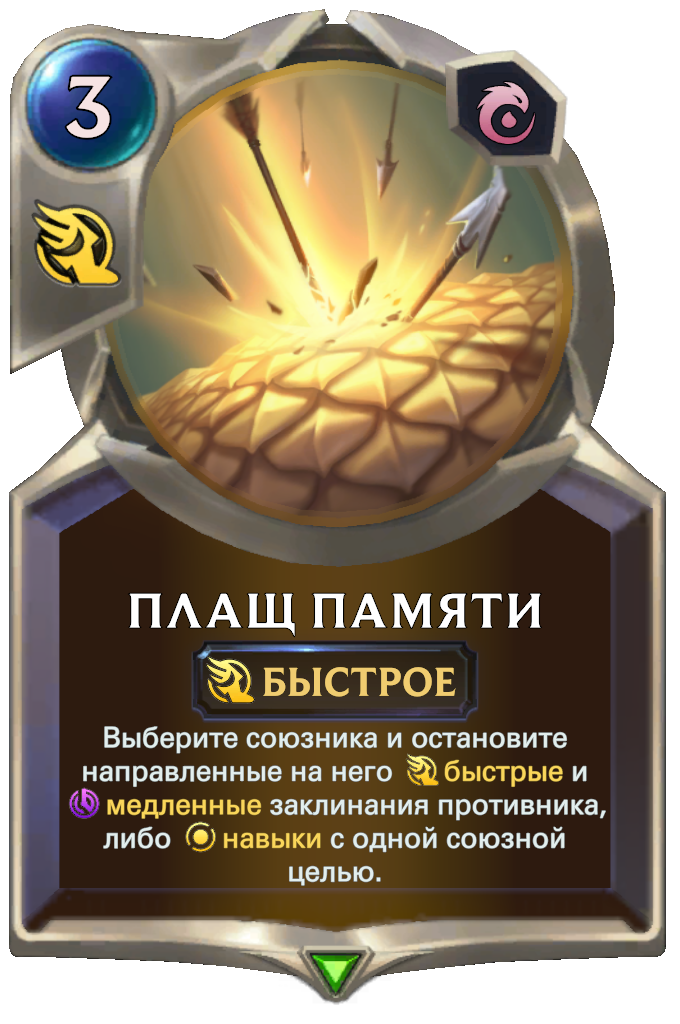 3
ПЛАЩ ПАМЯТИ
БЫСТРОЕ
Выберите союзника и остановите
направленные на него быстрые и
медленные заклинания противника,
либо навыки с одной союзной
целью.